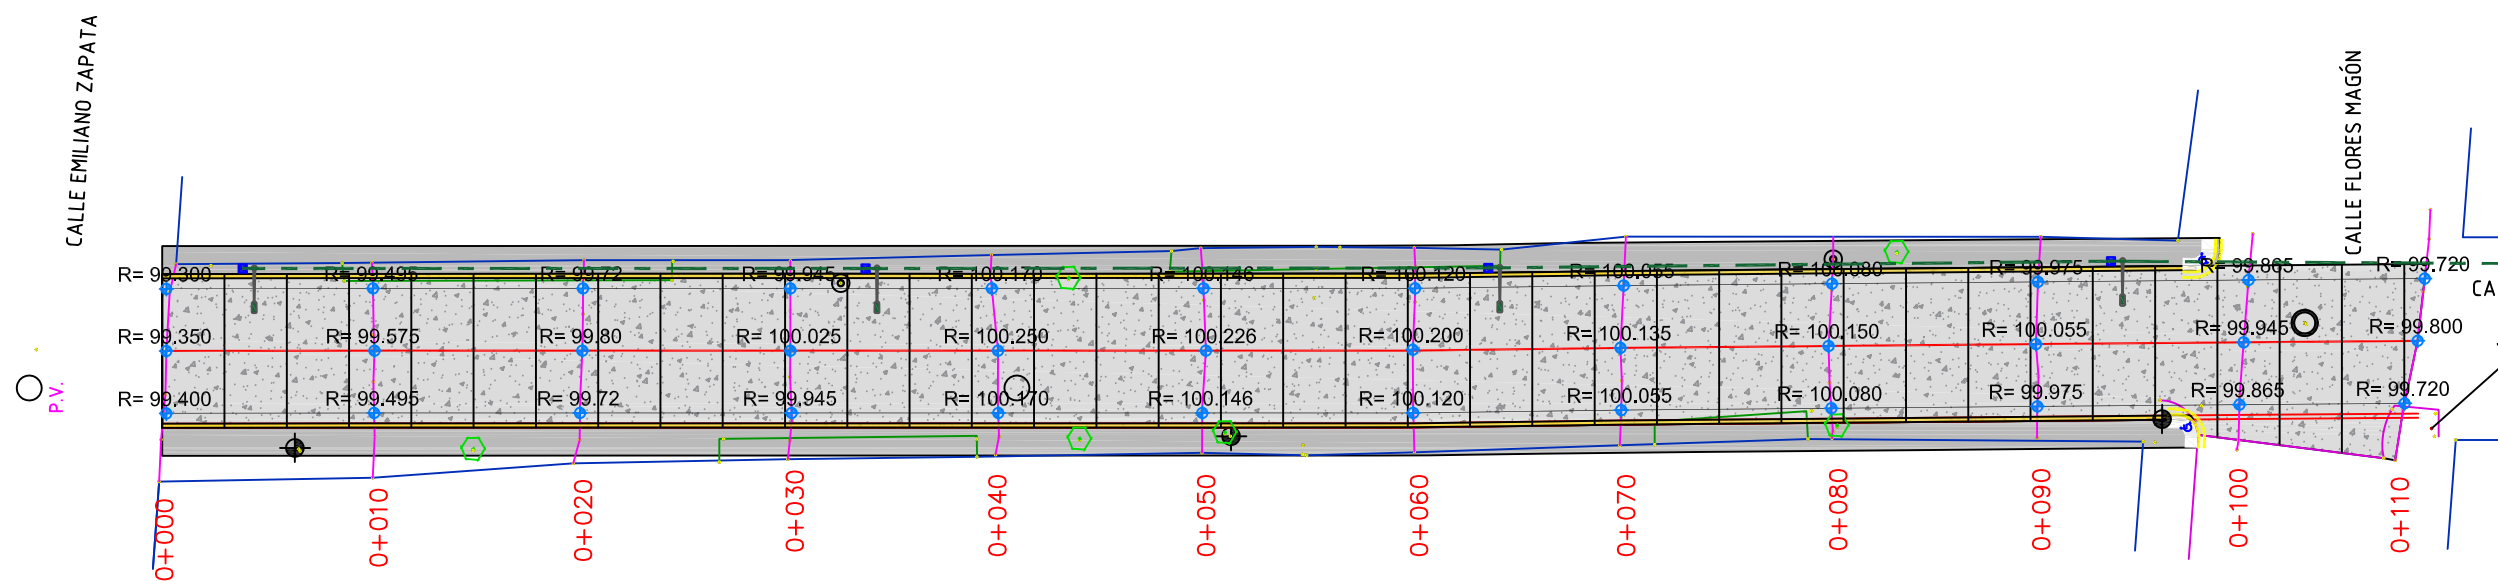 CALLE EMILIANO ZAPATA
CALLE FLORES MAGÓN
R= 99.300
R= 99.495
R= 99.72
R= 99.945
R= 100.170
R= 100.146
R= 100.120
R= 100.055
R= 100.080
R= 99.975
R= 99.865
R= 99.720
CA
R= 99.350
R= 99.575
R= 99.80
R= 100.025
R= 100.250
R= 100.226
R= 100.200
R= 100.135
R= 100.150
R= 100.055
R= 99.945
R= 99.800
P.V.
R= 99.400
R= 99.495
R= 99.72
R= 99.945
R= 100.170
R= 100.146
R= 100.120
R= 100.055
R= 100.080
R= 99.975
R= 99.865
R= 99.720
0+000
0+010
0+020
0+030
0+040
0+050
0+060
0+070
0+080
0+090
0+100
0+110